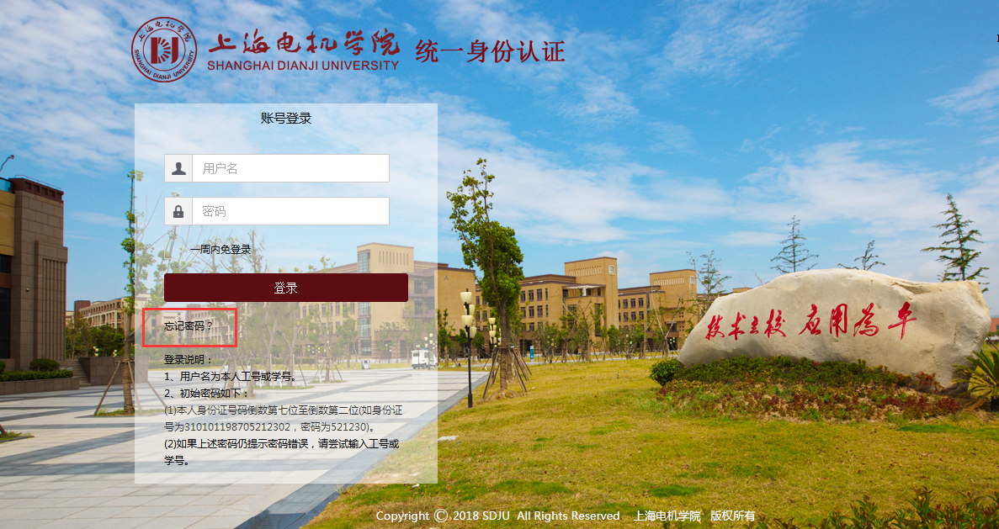 上海电机学院
SHANGHAI DIANJI UNIVERSITY
统一身份认证
账号登录
用户名
密码
一周内免登录
登录
忘记密码？
登录说明：
1、用户名为本人工号或学号。
2、初始密码如下：
(1)本人身份证号码倒数第七位至倒数第二位(如身份证
号为310101198705212302，密码为521230)。
(2)如果上述密码仍提示密码错误，请尝试输入工号或
学号。
技术立校 应用为本
Copyright © 2018 SDJU All Rights Reserved 上海电机学院 版权所有